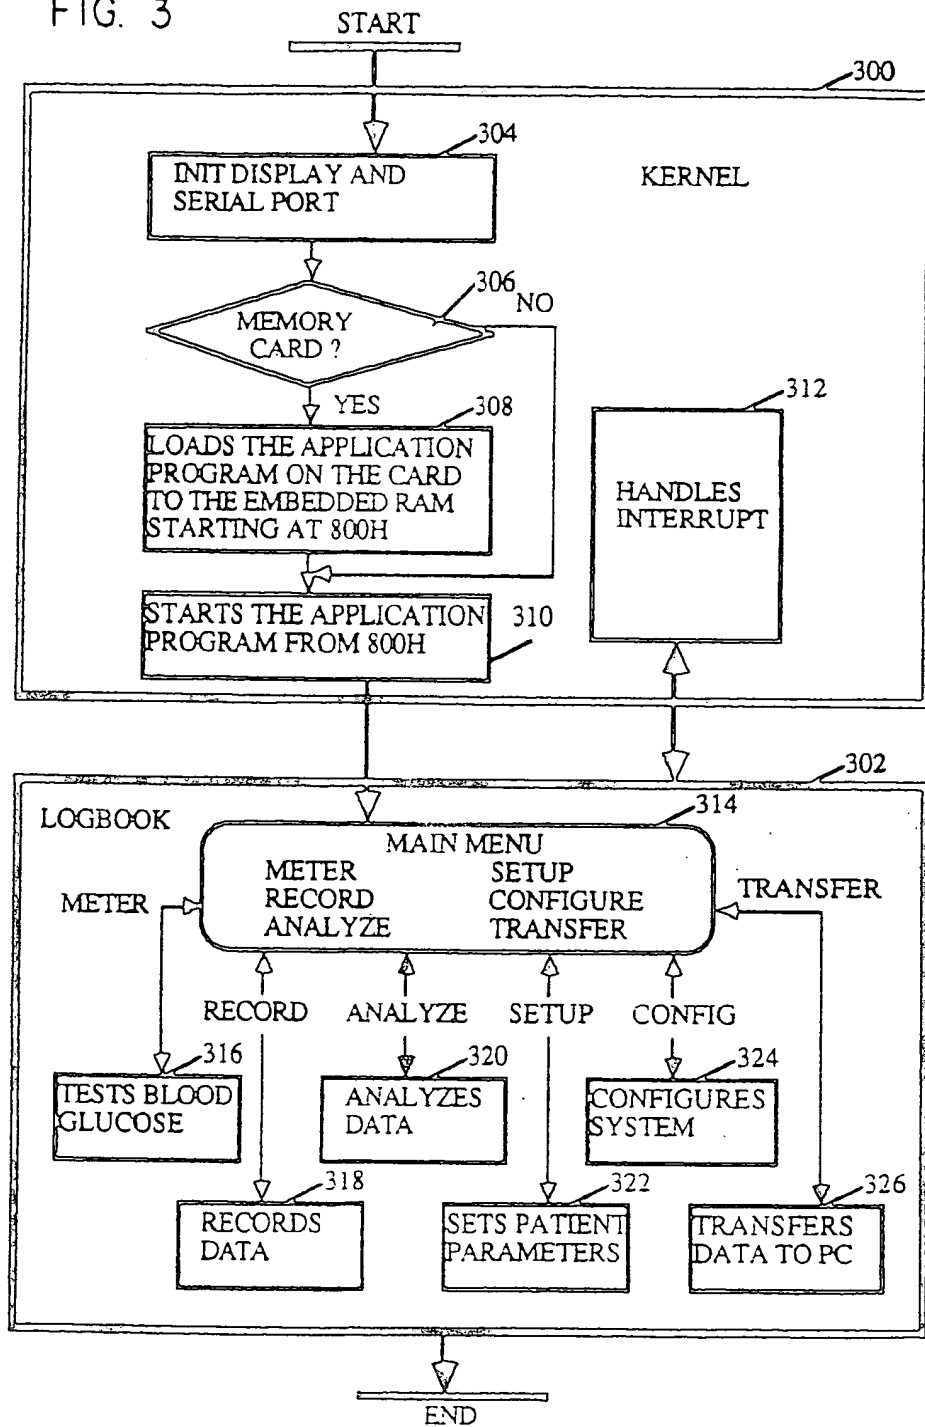 FIG. 3
START
300
304
INIT DISPLAY AND
SERIAL PORT
KERNEL
306
NO
MEMORY
CARD ?
YES
308
LOADS THE APPLICATION
PROGRAM ON THE CARD
TO THE EMBEDDED RAM
STARTING AT 800H
312
HANDLES
INTERRUPT
STARTS THE APPLICATION
PROGRAM FROM 800H
310
302
LOGBOOK
314
MAIN MENU
METER SETUP
RECORD CONFIGURE
ANALYZE TRANSFER
METER
TRANSFER
RECORD
ANALYZE
SETUP
CONFIG
316
TESTS BLOOD
GLUCOSE
320
ANALYZES
DATA
324
CONFIGURES
SYSTEM
318
RECORDS
DATA
322
SETS PATIENT
PARAMETERS
326
TRANSFERS
DATA TO PC
END